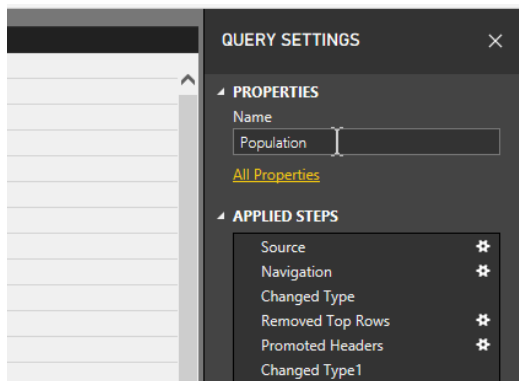 QUERY SETTINGS
PROPERTIES
Name
Population
All Properties
APPLIED STEPS
Source
Navigation
Changed Type
Removed Top Rows
Promoted Headers
Changed Type1